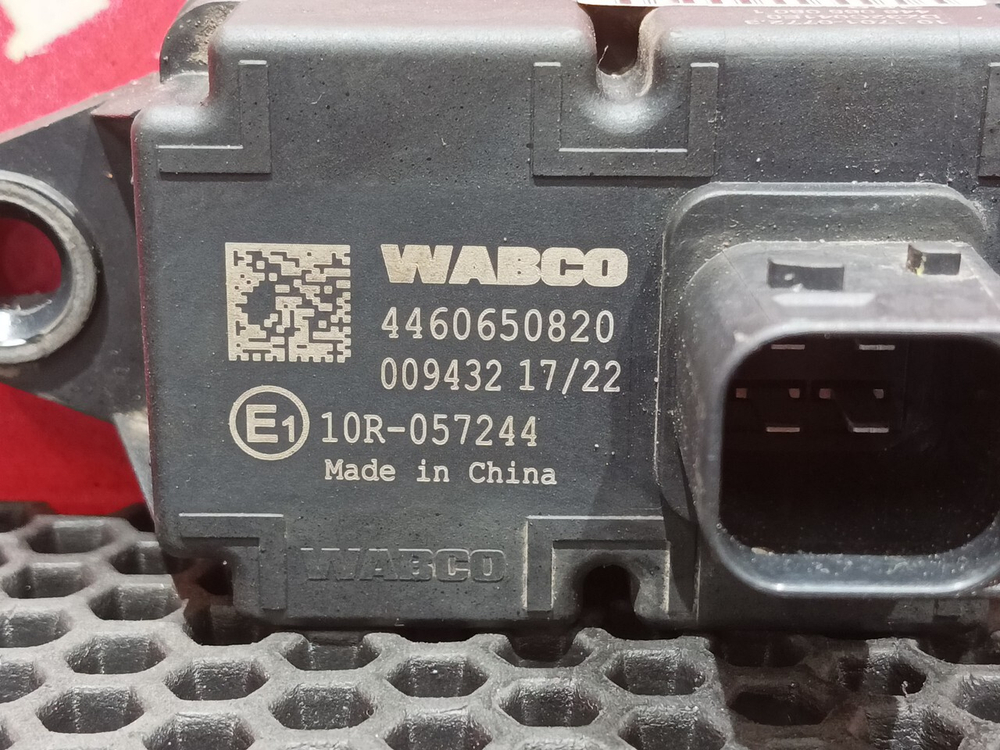 WABCO
4460650820
009432 17/22
E1 10R-057244
Made in China
WABCO